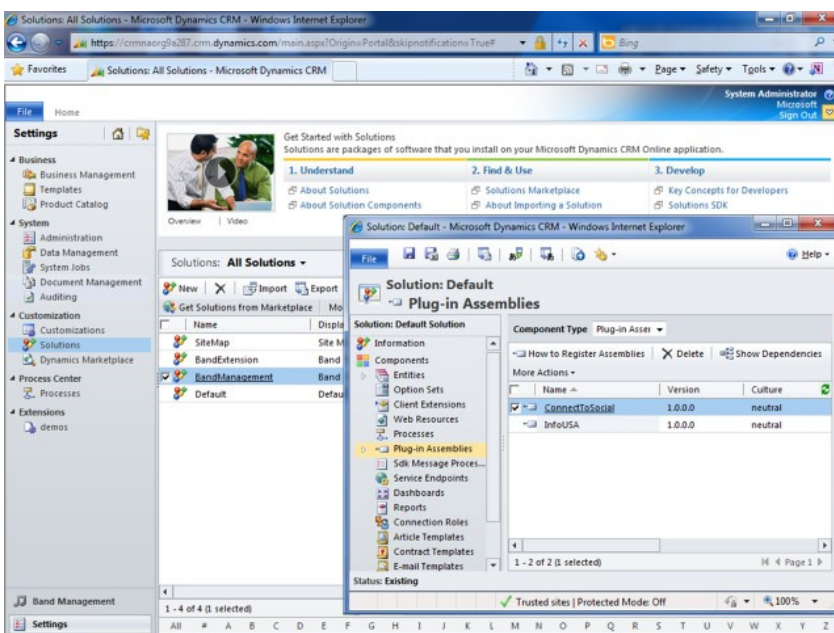 Solutions: All Solutions - Microsoft Dynamics CRM - Windows Internet Explorer
https://crmnaorg9a287.crm.dynamics.com/main.aspx?Origin=Portal&skipnotification=True#
Bing
Favorites
Solutions: All Solutions - Microsoft Dynamics CRM
Page
Safety
Tools
System Administrator
Microsoft
Sign Out
File
Home
Settings
Business
Business Management
Templates
Product Catalog
System
Administration
Data Management
System Jobs
Document Management
Auditing
Customization
Customizations
Solutions
Dynamics Marketplace
Process Center
Processes
Extensions
demos
Band Management
Settings
Overview | Video
Get Started with Solutions
Solutions are packages of software that you install on your Microsoft Dynamics CRM Online application.
1. Understand
About Solutions
About Solution Components
2. Find & Use
Solutions Marketplace
About Importing a Solution
3. Develop
Key Concepts for Developers
Solutions SDK
Solutions: All Solutions
New
Import
Export
Get Solutions from Marketplace
Mo
Name Displa
SiteMap Site M
BandExtension Band
BandManagement Band
Default Defau
1 - 4 of 4 (1 selected)
All # A B C D E F G H I J K L M N O P Q R S T U V W X Y Z
Solution: Default - Microsoft Dynamics CRM - Windows Internet Explorer
File
Help
Solution: Default
Plug-in Assemblies
Solution: Default Solution
Information
Components
Entities
Option Sets
Client Extensions
Web Resources
Processes
Plug-in Assemblies
Sdk Message Proces...
Service Endpoints
Dashboards
Reports
Connection Roles
Article Templates
Contract Templates
E-mail Templates
Component Type Plug-in Asser
How to Register Assemblies
Delete
Show Dependencies
More Actions
Name Version Culture
ConnectToSocial 1.0.0.0 neutral
InfoUSA 1.0.0.0 neutral
1 - 2 of 2 (1 selected)
Page 1
Status: Existing
Trusted sites | Protected Mode: Off
100%